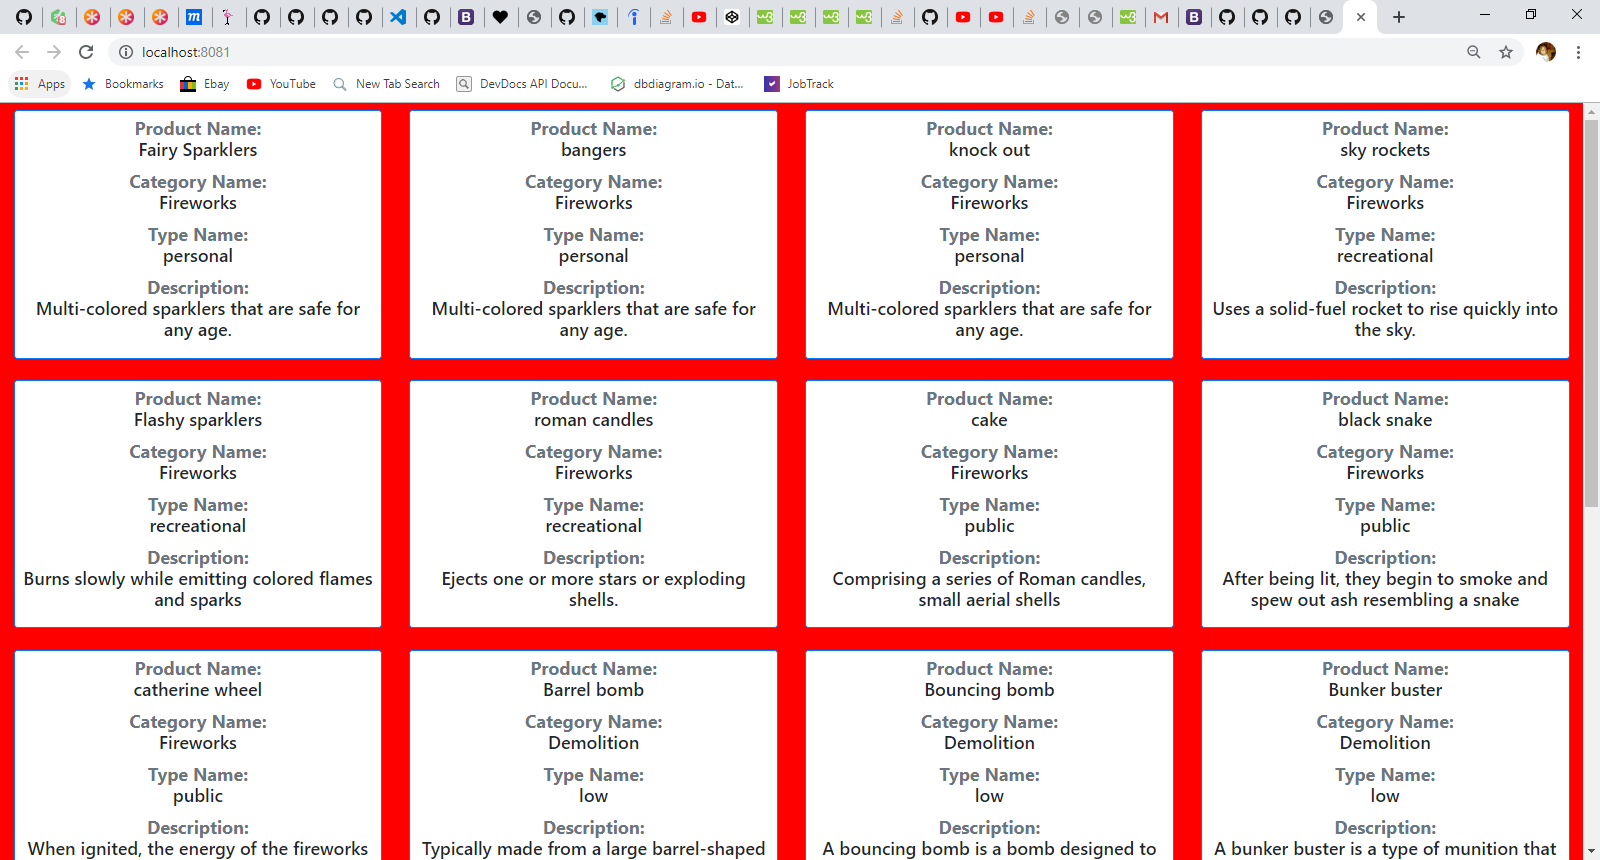 localhost:8081
Apps Bookmarks Ebay YouTube New Tab Search DevDocs API Docu... dbdiagram.io - Dat... JobTrack
Product Name:
Fairy Sparklers
Category Name:
Fireworks
Type Name:
personal
Description:
Multi-colored sparklers that are safe for
any age.
Product Name:
bangers
Category Name:
Fireworks
Type Name:
personal
Description:
Multi-colored sparklers that are safe for
any age.
Product Name:
knock out
Category Name:
Fireworks
Type Name:
personal
Description:
Multi-colored sparklers that are safe for
any age.
Product Name:
sky rockets
Category Name:
Fireworks
Type Name:
recreational
Description:
Uses a solid-fuel rocket to rise quickly into
the sky.
Product Name:
Flashy sparklers
Category Name:
Fireworks
Type Name:
recreational
Description:
Burns slowly while emitting colored flames
and sparks
Product Name:
roman candles
Category Name:
Fireworks
Type Name:
recreational
Description:
Ejects one or more stars or exploding
shells.
Product Name:
cake
Category Name:
Fireworks
Type Name:
public
Description:
Comprising a series of Roman candles,
small aerial shells
Product Name:
black snake
Category Name:
Fireworks
Type Name:
public
Description:
After being lit, they begin to smoke and
spew out ash resembling a snake
Product Name:
catherine wheel
Category Name:
Fireworks
Type Name:
public
Description:
When ignited, the energy of the fireworks
Product Name:
Barrel bomb
Category Name:
Demolition
Type Name:
low
Description:
Typically made from a large barrel-shaped
Product Name:
Bouncing bomb
Category Name:
Demolition
Type Name:
low
Description:
A bouncing bomb is a bomb designed to
Product Name:
Bunker buster
Category Name:
Demolition
Type Name:
low
Description:
A bunker buster is a type of munition that